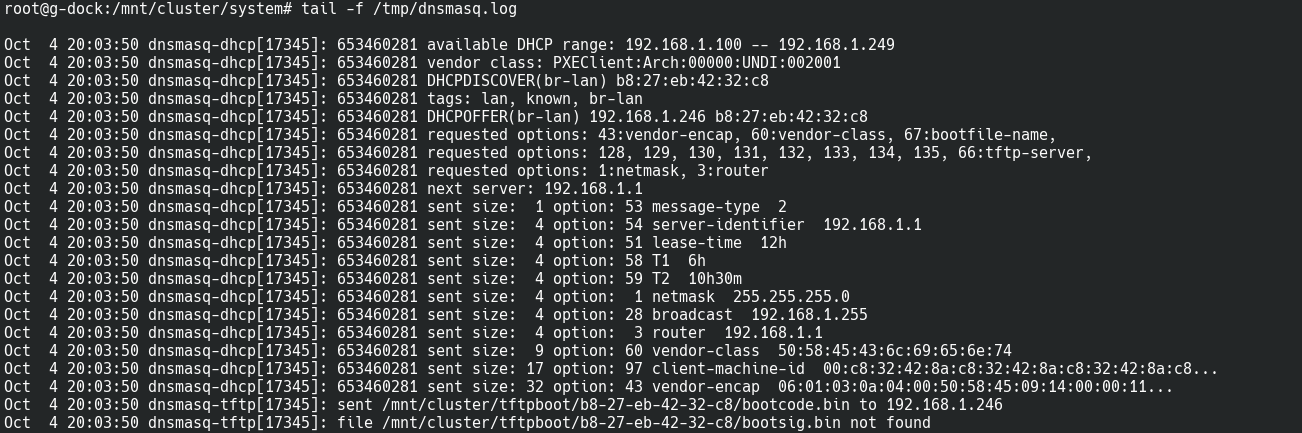 root@g-dock:/mnt/cluster/system# tail -f /tmp/dnsmasq.log
Oct  4 20:03:50 dnsmasq-dhcp[17345]: 653460281 available DHCP range: 192.168.1.100 -- 192.168.1.249
Oct  4 20:03:50 dnsmasq-dhcp[17345]: 653460281 vendor class: PXEClient:Arch:00000:UNDI:002001
Oct  4 20:03:50 dnsmasq-dhcp[17345]: 653460281 DHCPDISCOVER(br-lan) b8:27:eb:42:32:c8
Oct  4 20:03:50 dnsmasq-dhcp[17345]: 653460281 tags: lan, known, br-lan
Oct  4 20:03:50 dnsmasq-dhcp[17345]: 653460281 DHCPOFFER(br-lan) 192.168.1.246 b8:27:eb:42:32:c8
Oct  4 20:03:50 dnsmasq-dhcp[17345]: 653460281 requested options: 43:vendor-encap, 60:vendor-class, 67:bootfile-name,
Oct  4 20:03:50 dnsmasq-dhcp[17345]: 653460281 requested options: 128, 129, 130, 131, 132, 133, 134, 135, 66:tftp-server,
Oct  4 20:03:50 dnsmasq-dhcp[17345]: 653460281 requested options: 1:netmask, 3:router
Oct  4 20:03:50 dnsmasq-dhcp[17345]: 653460281 next server: 192.168.1.1
Oct  4 20:03:50 dnsmasq-dhcp[17345]: 653460281 sent size:  1 option: 53 message-type  2
Oct  4 20:03:50 dnsmasq-dhcp[17345]: 653460281 sent size:  4 option: 54 server-identifier  192.168.1.1
Oct  4 20:03:50 dnsmasq-dhcp[17345]: 653460281 sent size:  4 option: 51 lease-time  12h
Oct  4 20:03:50 dnsmasq-dhcp[17345]: 653460281 sent size:  4 option: 58 T1  6h
Oct  4 20:03:50 dnsmasq-dhcp[17345]: 653460281 sent size:  4 option: 59 T2  10h30m
Oct  4 20:03:50 dnsmasq-dhcp[17345]: 653460281 sent size:  4 option:  1 netmask  255.255.255.0
Oct  4 20:03:50 dnsmasq-dhcp[17345]: 653460281 sent size:  4 option: 28 broadcast  192.168.1.255
Oct  4 20:03:50 dnsmasq-dhcp[17345]: 653460281 sent size:  4 option:  3 router  192.168.1.1
Oct  4 20:03:50 dnsmasq-dhcp[17345]: 653460281 sent size:  9 option: 60 vendor-class  50:58:45:43:6c:69:65:6e:74
Oct  4 20:03:50 dnsmasq-dhcp[17345]: 653460281 sent size: 17 option: 97 client-machine-id  00:c8:32:42:8a:c8:32:42:8a:c8:32:42:8a:c8...
Oct  4 20:03:50 dnsmasq-dhcp[17345]: 653460281 sent size: 32 option: 43 vendor-encap  06:01:03:0a:04:00:50:58:45:09:14:00:00:11...
Oct  4 20:03:50 dnsmasq-tftp[17345]: sent /mnt/cluster/tftpboot/b8-27-eb-42-32-c8/bootcode.bin to 192.168.1.246
Oct  4 20:03:50 dnsmasq-tftp[17345]: file /mnt/cluster/tftpboot/b8-27-eb-42-32-c8/bootsig.bin not found